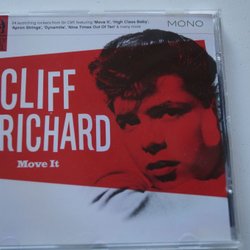 24 scorching rockers from Sir Cliff, featuring 'Move It', 'High Class Baby',
'Apron Strings', 'Dynamite', 'Nine Times Out Of Ten' & many more
MONO
CLIFF
RICHARD
Move It